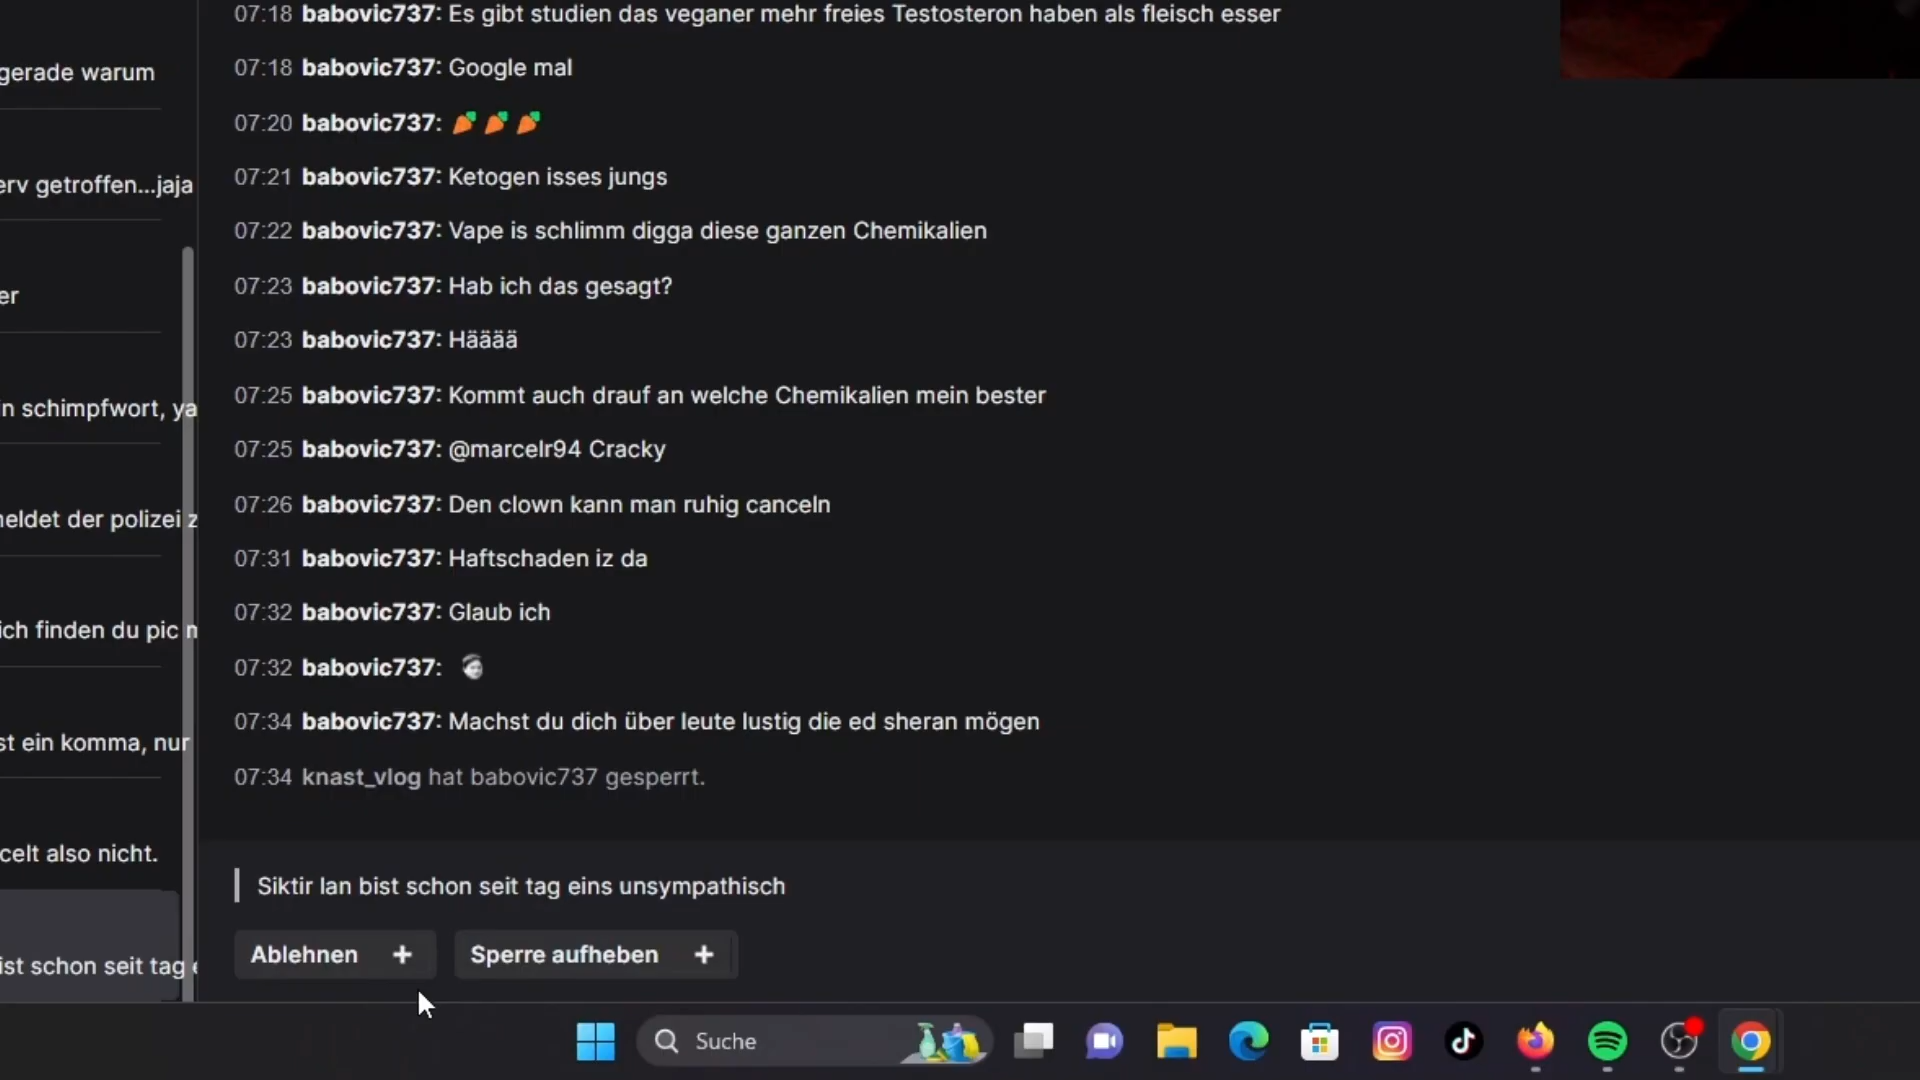 07:18 babovic737: Es gibt studien das veganer mehr freies Testosteron haben als fleisch esser
gerade warum
07:18 babovic737: Google mal
07:20 babovic737: 🥕 🥕 🥕
erv getroffen...jaja
07:21 babovic737: Ketogen isses jungs
07:22 babovic737: Vape is schlimm digga diese ganzen Chemikalien
er
07:23 babovic737: Hab ich das gesagt?
07:23 babovic737: Hääää
in schimpfwort, ya
07:25 babovic737: Kommt auch drauf an welche Chemikalien mein bester
07:25 babovic737: @marcelr94 Cracky
07:26 babovic737: Den clown kann man ruhig canceln
neldet der polizei z
07:31 babovic737: Haftschaden iz da
07:32 babovic737: Glaub ich
ich finden du pic m
07:32 babovic737:
07:34 babovic737: Machst du dich über leute lustig die ed sheran mögen
st ein komma, nur
07:34 knast_vlog hat babovic737 gesperrt.
celt also nicht.
Siktir lan bist schon seit tag eins unsympathisch
ist schon seit tag e
Ablehnen +
Sperre aufheben +
Suche